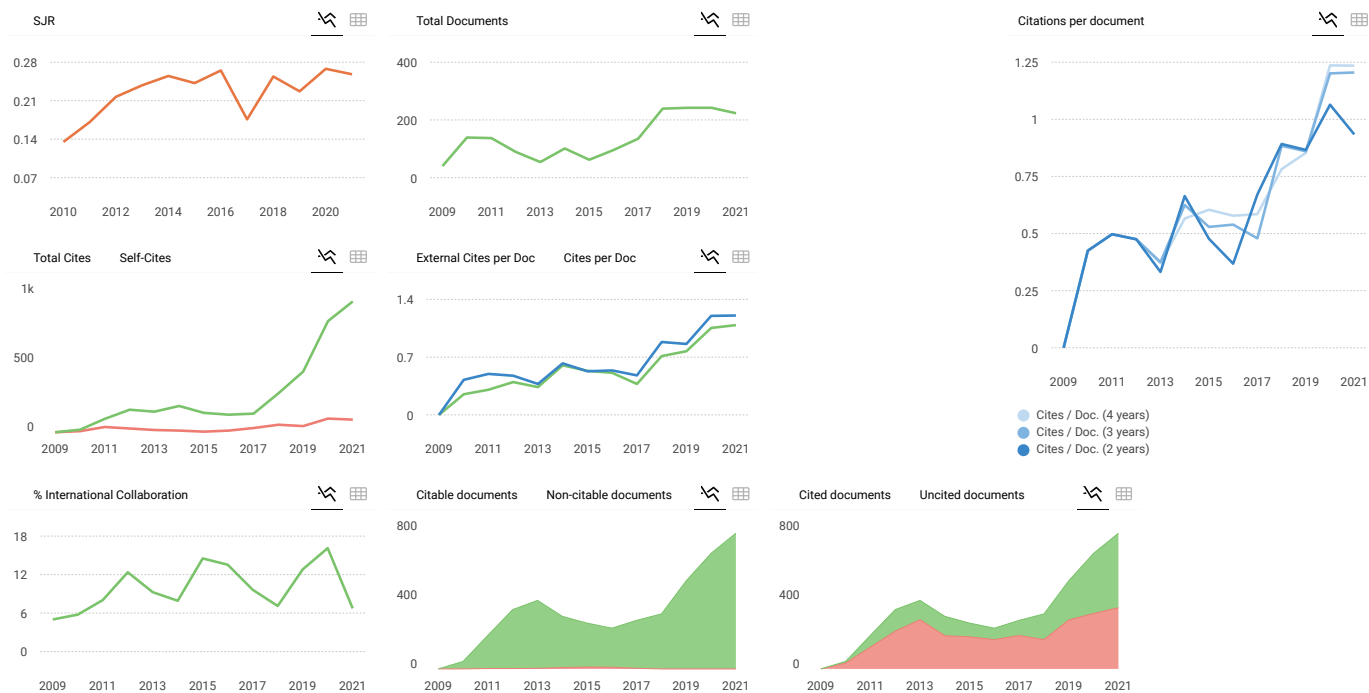 SJR
0.28
0.21
0.14
0.07
2010 2012 2014 2016 2018 2020
Total Documents
400
200
0
2009 2011 2013 2015 2017 2019 2021
Citations per document
1.25
1
0.75
0.5
0.25
0
2009 2011 2013 2015 2017 2019 2021
Cites / Doc. (4 years)
Cites / Doc. (3 years)
Cites / Doc. (2 years)
Total Cites Self-Cites
1k
500
0
2009 2011 2013 2015 2017 2019 2021
External Cites per Doc Cites per Doc
1.4
0.7
0
2009 2011 2013 2015 2017 2019 2021
% International Collaboration
18
12
6
0
2009 2011 2013 2015 2017 2019 2021
Citable documents Non-citable documents
800
400
0
2009 2011 2013 2015 2017 2019 2021
Cited documents Uncited documents
800
400
0
2009 2011 2013 2015 2017 2019 2021